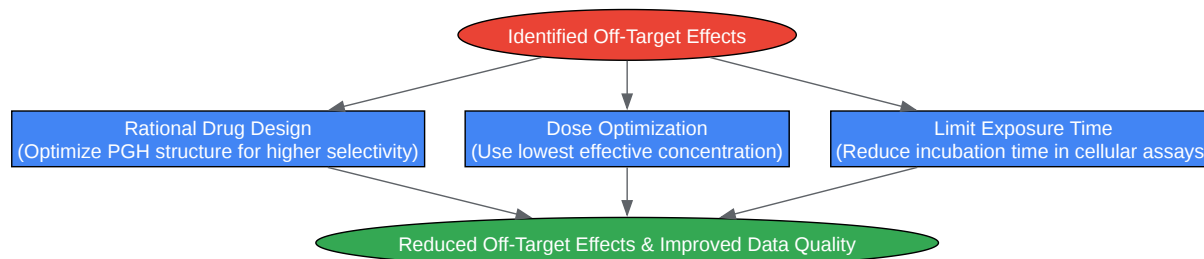 Identified Off-Target Effects
Rational Drug Design
(Optimize PGH structure for higher selectivity)
Dose Optimization
(Use lowest effective concentration)
Limit Exposure Time
(Reduce incubation time in cellular assays
Reduced Off-Target Effects & Improved Data Quality